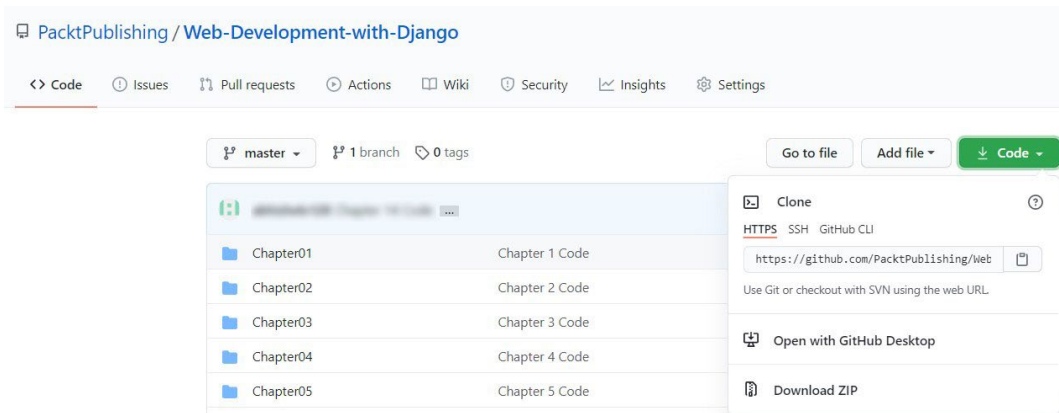 PacktPublishing / Web-Development-with-Django
<> Code Issues Pull requests Actions Wiki Security Insights Settings
master 1 branch 0 tags Go to file Add file Code
...
Chapter01 Chapter 1 Code
Chapter02 Chapter 2 Code
Chapter03 Chapter 3 Code
Chapter04 Chapter 4 Code
Chapter05 Chapter 5 Code
Clone
HTTPS SSH GitHub CLI
https://github.com/PacktPublishing/Web
Use Git or checkout with SVN using the web URL.
Open with GitHub Desktop
Download ZIP